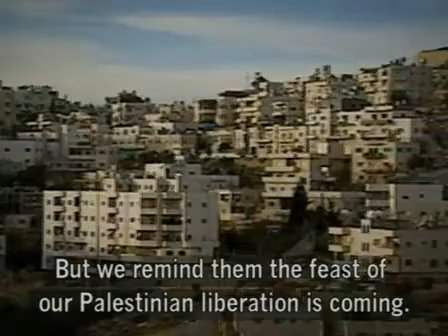 But we remind them the feast of
our Palestinian liberation is coming.